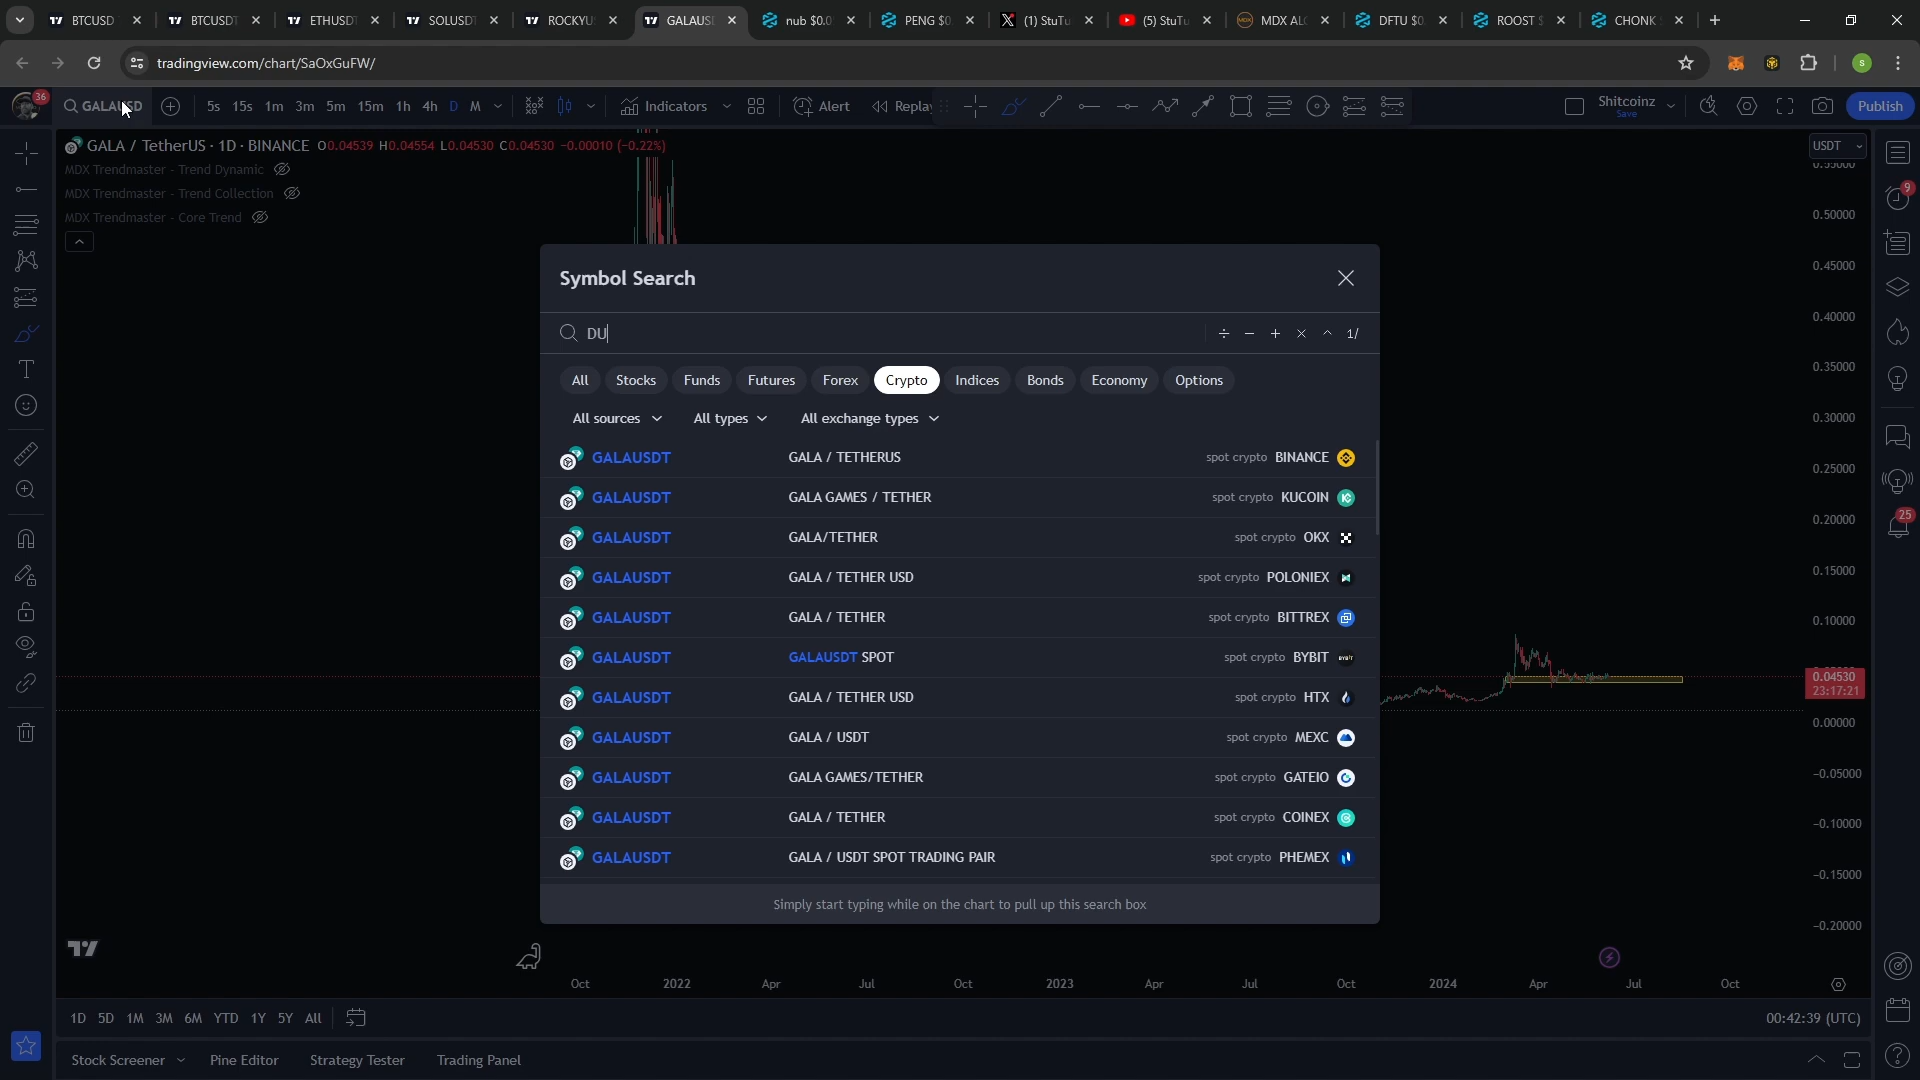 BTCUSD
BTCUSDT
ETHUSDT
SOLUSDT
ROCKYU
GALAUS
nub $0.0
PENG $0
(1) StuTu
(5) StuTu
MDX AL
DFTU $0
ROOST $
CHONK
tradingview.com/chart/SaOxGuFW/
S
36
GALAUSD
5s 15s 1m 3m 5m 15m 1h 4h D M
Indicators
Alert
Replay
Shitcoinz
Save
Publish
GALA / TetherUS · 1D · BINANCE O0.04539 H0.04554 L0.04530 C0.04530 -0.00010 (-0.22%)
MDX Trendmaster - Trend Dynamic
MDX Trendmaster - Trend Collection
MDX Trendmaster - Core Trend
USDT
0.55000
0.50000
0.45000
0.40000
0.35000
0.30000
0.25000
0.20000
0.15000
0.10000
0.04530
23:17:21
0.00000
-0.05000
-0.10000
-0.15000
-0.20000
9
25
Symbol Search
DU
÷ − + × ^ 1/
All Stocks Funds Futures Forex Crypto Indices Bonds Economy Options
All sources All types All exchange types
GALAUSDT GALA / TETHERUS spot crypto BINANCE
GALAUSDT GALA GAMES / TETHER spot crypto KUCOIN
GALAUSDT GALA/TETHER spot crypto OKX
GALAUSDT GALA / TETHER USD spot crypto POLONIEX
GALAUSDT GALA / TETHER spot crypto BITTREX
GALAUSDT GALAUSDT SPOT spot crypto BYBIT
GALAUSDT GALA / TETHER USD spot crypto HTX
GALAUSDT GALA / USDT spot crypto MEXC
GALAUSDT GALA GAMES/TETHER spot crypto GATEIO
GALAUSDT GALA / TETHER spot crypto COINEX
GALAUSDT GALA / USDT SPOT TRADING PAIR spot crypto PHEMEX
Simply start typing while on the chart to pull up this search box
Oct 2022 Apr Jul Oct 2023 Apr Jul Oct 2024 Apr Jul Oct
1D 5D 1M 3M 6M YTD 1Y 5Y All
00:42:39 (UTC)
Stock Screener Pine Editor Strategy Tester Trading Panel